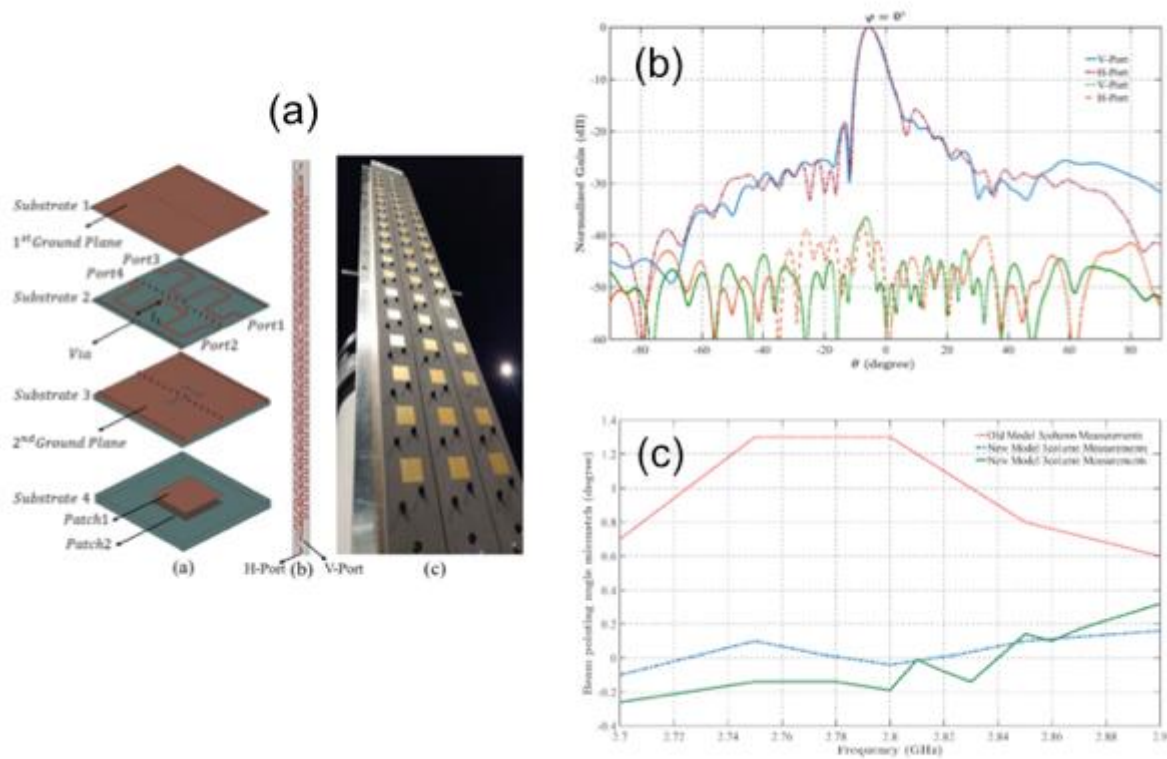 (a)
Substrate 1
1st Ground Plane
Port3
Port4
Substrate 2
Port1
Via
Port2
Substrate 3
2nd Ground Plane
Substrate 4
Patch1
Patch2
(a)
H-Port
(b)
V-Port
(c)
φ = 0°
(b)
V-Port
H-Port
V-Port
H-Port
Normalized Gain (dB)
0
-10
-20
-30
-40
-50
-60
-80
-60
-40
-20
0
20
40
60
80
θ (degree)
(c)
Old Model 3column Measurements
New Model 3column Measurements
New Model 3column Measurements
Beam pointing angle mismatch (degree)
1.4
1.2
1
0.8
0.6
0.4
0.2
0
-0.2
-0.4
2.7
2.72
2.74
2.76
2.78
2.8
2.82
2.84
2.86
2.88
2.9
Frequency (GHz)